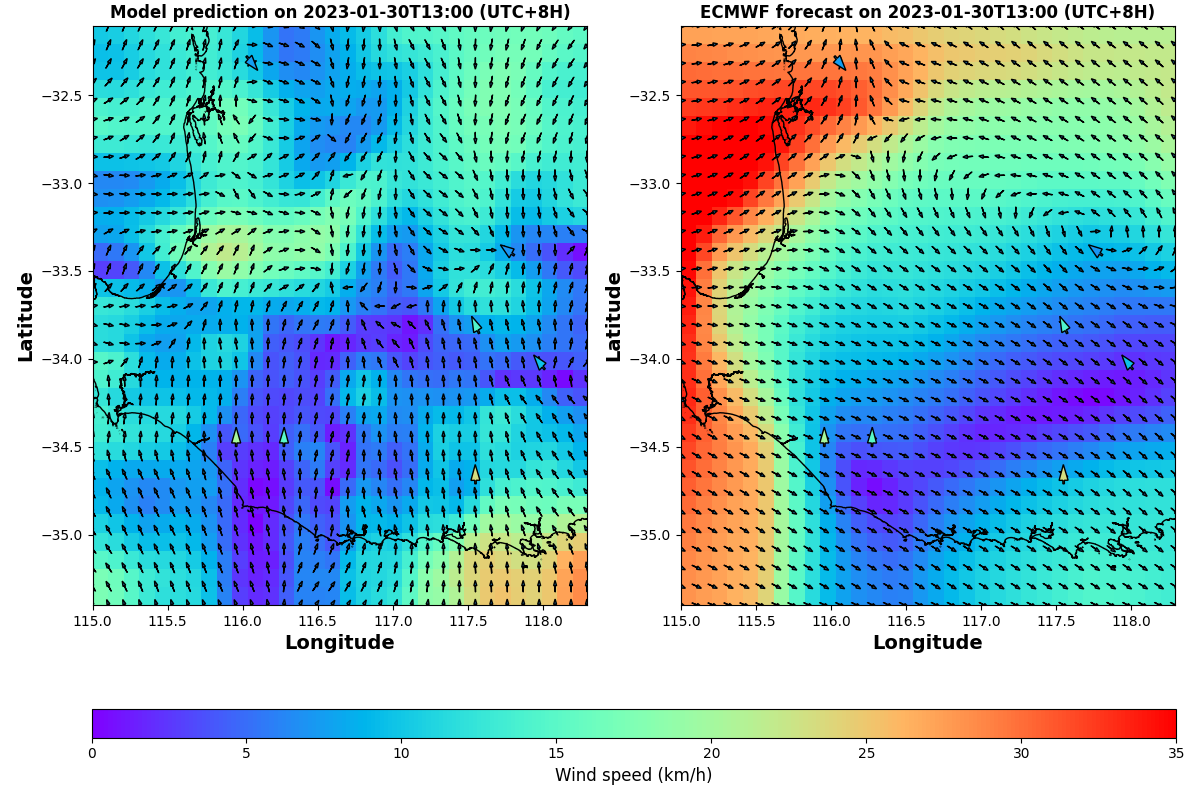 Model prediction on 2023-01-30T13:00 (UTC+8H)
ECMWF forecast on 2023-01-30T13:00 (UTC+8H)
−32.5
−33.0
−33.5
−34.0
−34.5
−35.0
Latitude
115.0 115.5 116.0 116.5 117.0 117.5 118.0
Longitude
−32.5
−33.0
−33.5
−34.0
−34.5
−35.0
Latitude
115.0 115.5 116.0 116.5 117.0 117.5 118.0
Longitude
0 5 10 15 20 25 30 35
Wind speed (km/h)